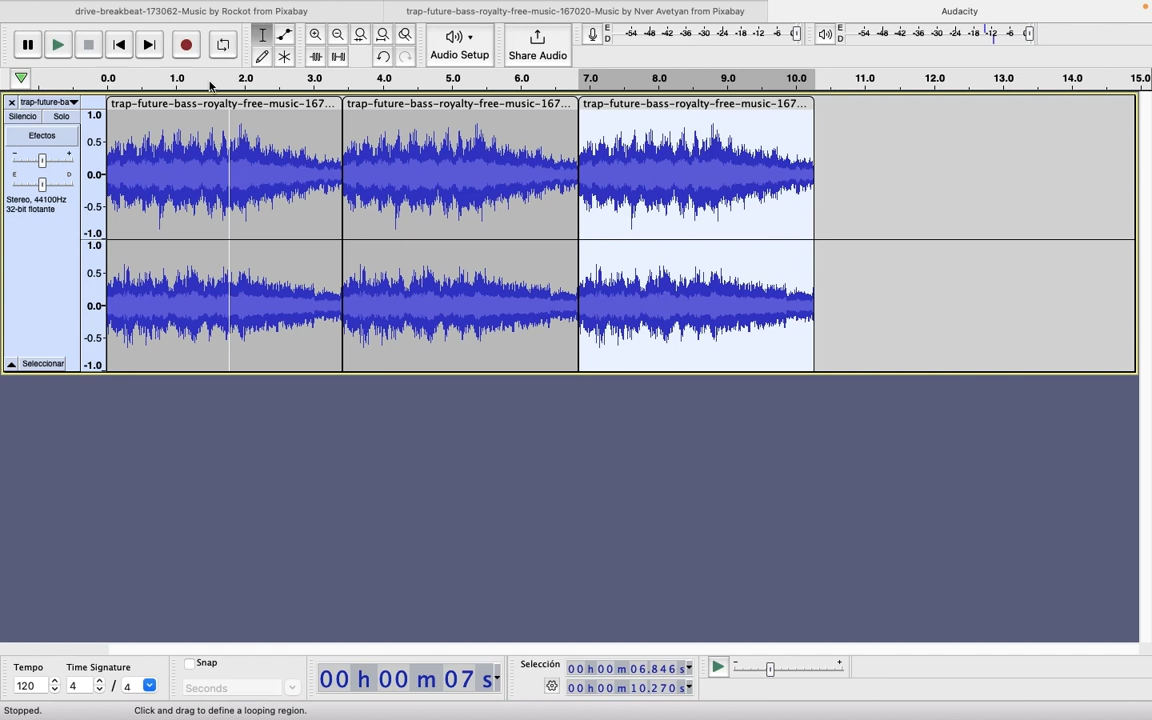 drive-breakbeat-173062-Music by Rockot from Pixabay
trap-future-bass-royalty-free-music-167020-Music by Nver Avetyan from Pixabay
Audacity
Audio Setup
Share Audio
E
D
-54 -48 -42 -36 -30 -24 -18 -12 -6
E
D
-54 -48 -42 -36 -30 -24 -18 -12 -6
0.0 1.0 2.0 3.0 4.0 5.0 6.0 7.0 8.0 9.0 10.0 11.0 12.0 13.0 14.0 15.0
trap-future-ba
Silencio Solo
Efectos
- +
E D
Stereo, 44100Hz
32-bit flotante
Seleccionar
1.0
0.5
0.0
-0.5
-1.0
1.0
0.5
0.0
-0.5
-1.0
trap-future-bass-royalty-free-music-167...
trap-future-bass-royalty-free-music-167...
trap-future-bass-royalty-free-music-167...
Tempo
120
Time Signature
4 / 4
Snap
Seconds
00 h 00 m 07 s
Selección
00 h 00 m 06.846 s
00 h 00 m 10.270 s
- +
Stopped.
Click and drag to define a looping region.